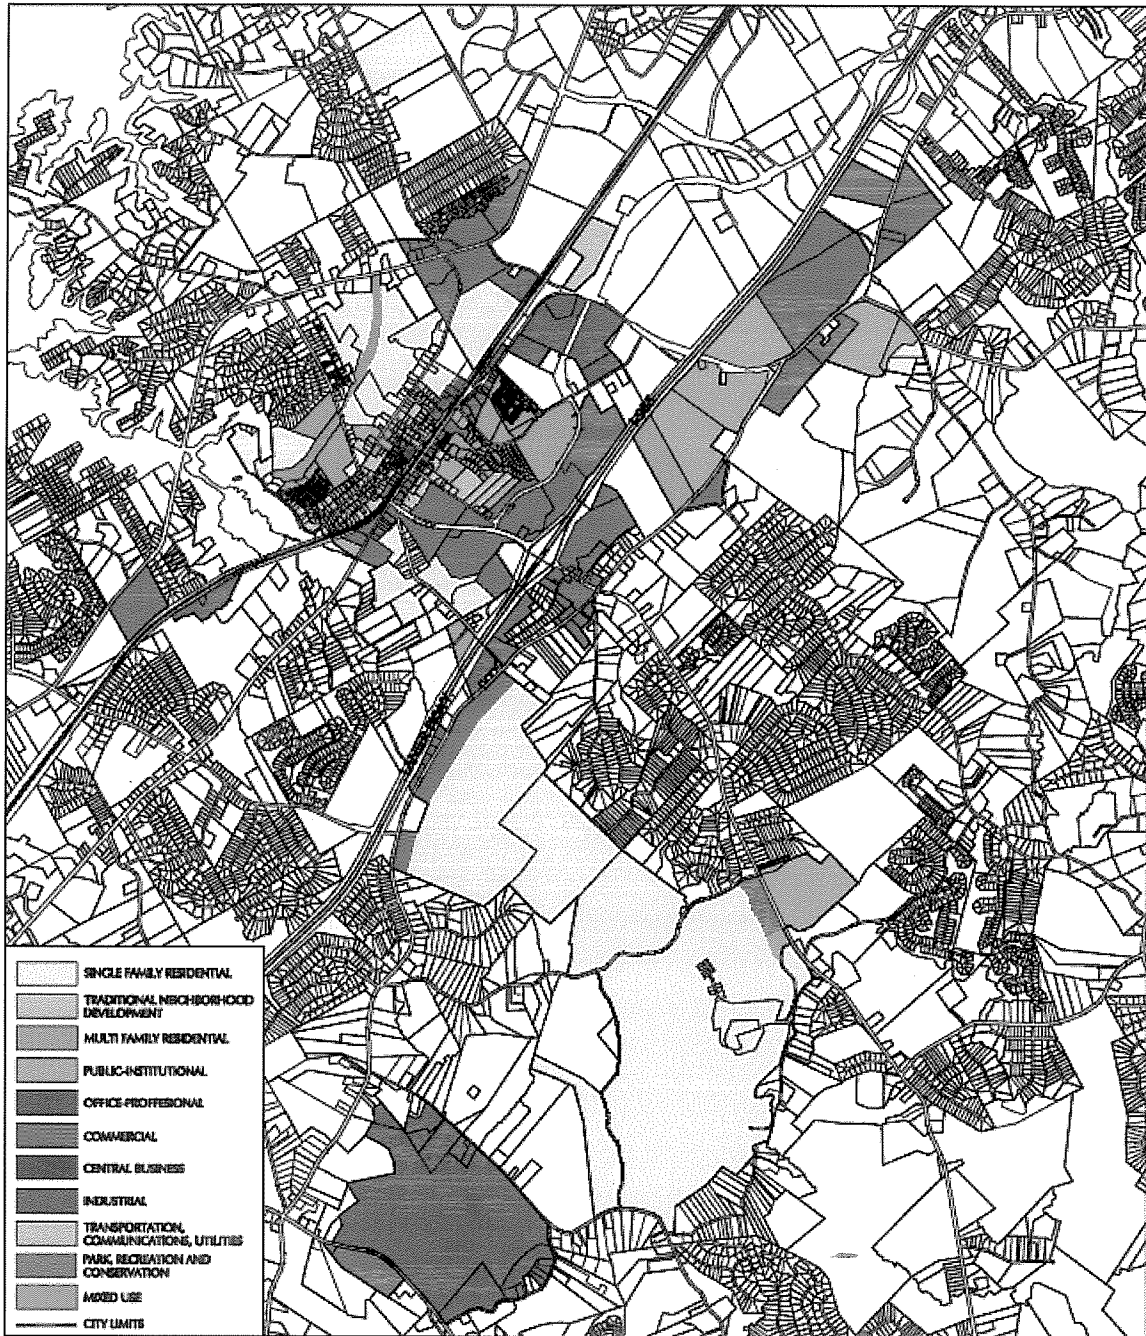 SINGLE FAMILY RESIDENTIAL
TRADITIONAL NEIGHBORHOOD
DEVELOPMENT
MULTI FAMILY RESIDENTIAL
PUBLIC-INSTITUTIONAL
OFFICE-PROFFESIONAL
COMMERCIAL
CENTRAL BUSINESS
INDUSTRIAL
TRANSPORTATION,
COMMUNICATIONS, UTILITIES
PARK, RECREATION AND
CONSERVATION
MIXED USE
CITY LIMITS